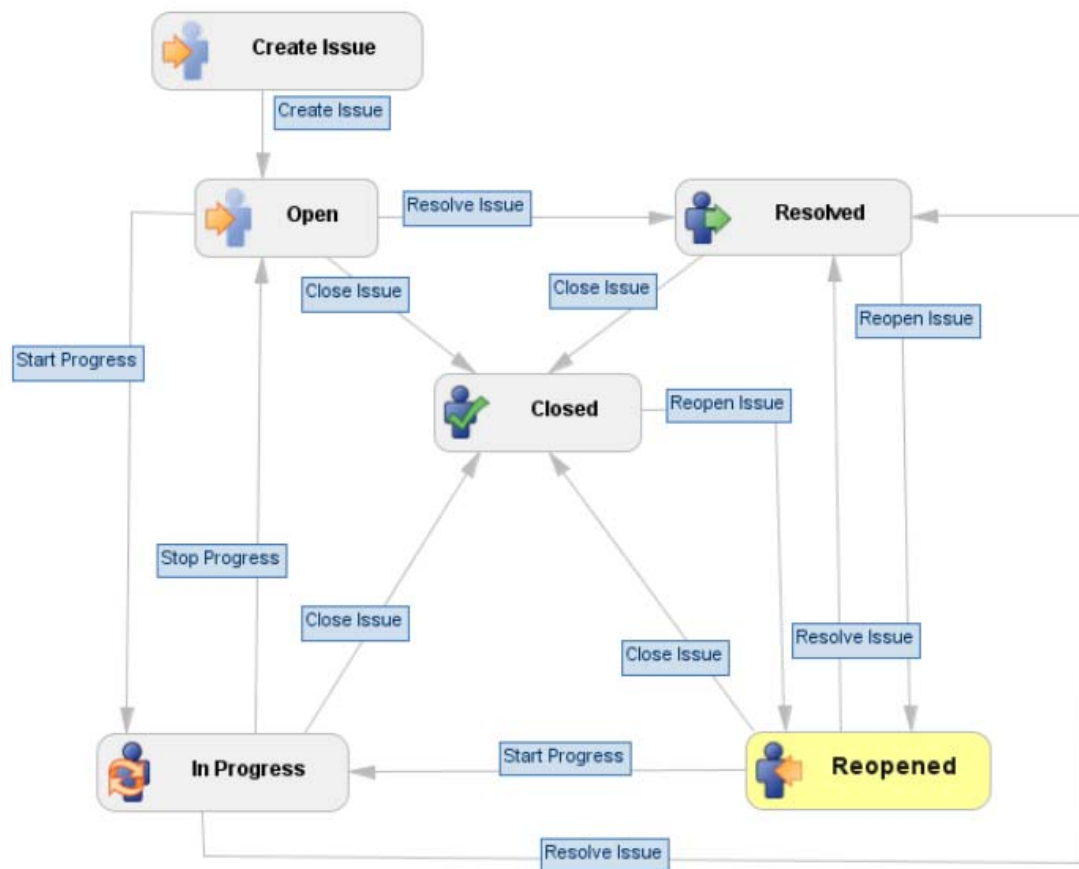 Create Issue
Create Issue
Open
Resolve Issue
Resolved
Close Issue
Close Issue
Reopen Issue
Start Progress
Closed
Reopen Issue
Stop Progress
Close Issue
Close Issue
Resolve Issue
In Progress
Start Progress
Reopened
Resolve Issue